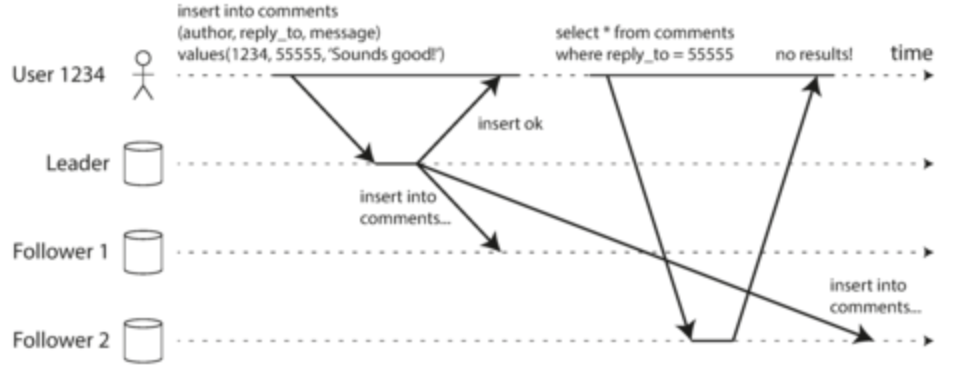 insert into comments
(author, reply_to, message)
values(1234, 55555, 'Sounds good!')
select * from comments
where reply_to = 55555
no results!
time
User 1234
insert ok
Leader
insert into
comments...
Follower 1
insert into
comments...
Follower 2